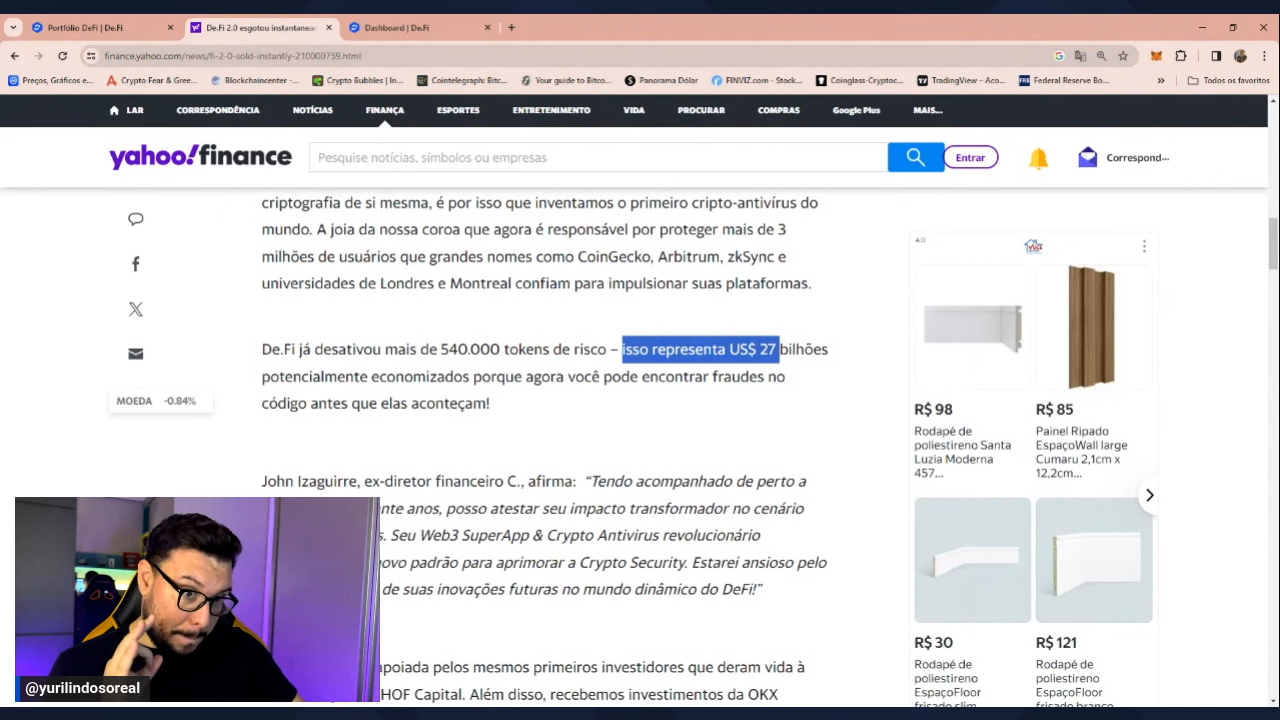 Portfólio DeFi | De.Fi
De.Fi 2.0 esgotou instantanear
Dashboard | De.Fi
finance.yahoo.com/news/fi-2-0-sold-instantly-210000739.html
Preços, Gráficos e...
Crypto Fear & Gree...
Blockchaincenter -...
Crypto Bubbles | In...
Cointelegraphc Bitc...
Your guide to Bitco...
Panorama Dólar
FINVIZ.com - Stock...
Coinglass-Cryptoc...
TradingView – Aco...
Federal Reserve Bo...
Todos os favoritos
LAR
CORRESPONDÊNCIA
NOTÍCIAS
FINANÇA
ESPORTES
ENTRETENIMENTO
VIDA
PROCURAR
COMPRAS
Google Plus
MAIS...
yahoo!finance
Pesquise notícias, símbolos ou empresas
Entrar
Correspond...
criptografia de si mesma, é por isso que inventamos o primeiro cripto-antivírus do
mundo. A joia da nossa coroa que agora é responsável por proteger mais de 3
milhões de usuários que grandes nomes como CoinGecko, Arbitrum, zkSync e
universidades de Londres e Montreal confiam para impulsionar suas plataformas.
De.Fi já desativou mais de 540.000 tokens de risco – isso representa US$ 27 bilhões
potencialmente economizados porque agora você pode encontrar fraudes no
código antes que elas aconteçam!
MOEDA -0.84%
John Izaguirre, ex-diretor financeiro C., afirma: “Tendo acompanhado de perto a
ante anos, posso atestar seu impacto transformador no cenário
s. Seu Web3 SuperApp & Crypto Antivirus revolucionário
novo padrão para aprimorar a Crypto Security. Estarei ansioso pelo
de suas inovações futuras no mundo dinâmico do DeFi!”
apoiada pelos mesmos primeiros investidores que deram vida à
HOF Capital. Além disso, recebemos investimentos da OKX
AD
R$ 98
Rodapé de
poliestireno Santa
Luzia Moderna
457...
R$ 85
Painel Ripado
EspaçoWall large
Cumaru 2,1cm x
12,2cm...
R$ 30
Rodapé de
poliestireno
EspaçoFloor
frisado slim
R$ 121
Rodapé de
poliestireno
EspaçoFloor
frisado branco
@yurilindosoreal